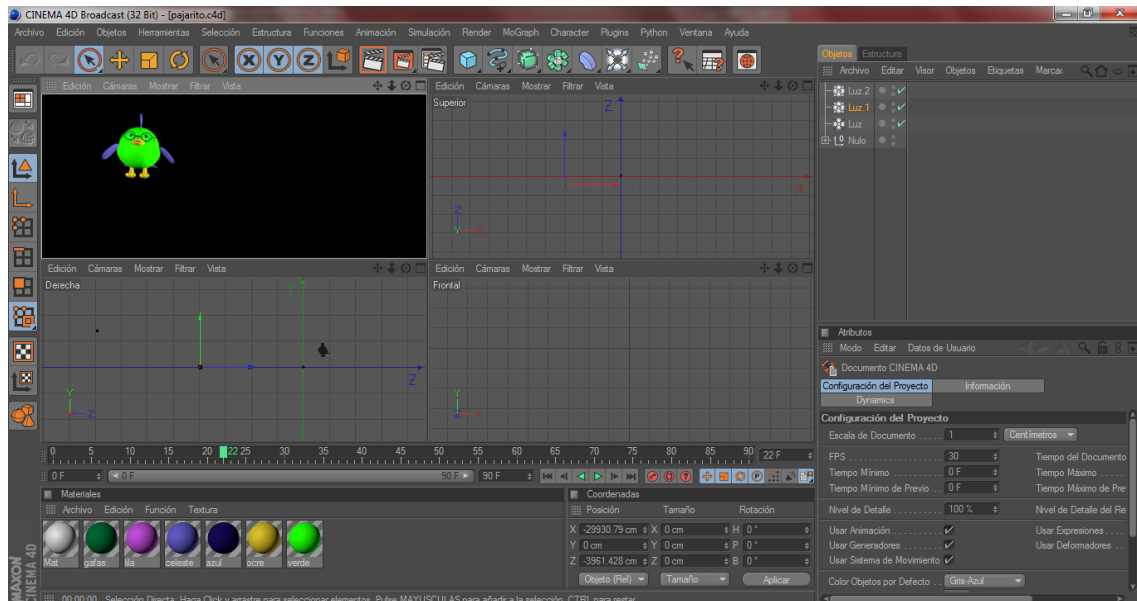 CINEMA 4D Broadcast (32 Bit) - [pajarito.c4d]
Archivo Edición Objetos Herramientas Selección Estructura Funciones Animación Simulación Render MoGraph Character Plugins Python Ventana Ayuda
X Y Z
Objetos Estructura
Archivo Editar Visor Objetos Etiquetas Marcac
Luz.2
Luz.1
Luz
Nulo
Edición Cámaras Mostrar Filtrar Vista
Edición Cámaras Mostrar Filtrar Vista
Superior
Z
X
Z
X
Edición Cámaras Mostrar Filtrar Vista
Derecha
Y
Z
Y
Z
Edición Cámaras Mostrar Filtrar Vista
Frontal
Y
Z X
Atributos
Modo Editar Datos de Usuario
Documento CINEMA 4D
Configuración del Proyecto Información
Dynamics
Configuración del Proyecto
Escala de Documento ..... 1 Centímetros
FPS 30 Tiempo del Documento
Tiempo Mínimo 0 F Tiempo Máximo
Tiempo Mínimo de Previo 0 F Tiempo Máximo de Pre
Nivel de Detalle 100 % Nivel de Detalle del Re
Usar Animación Usar Expresiones
Usar Generadores Usar Deformadores
Usar Sistema de Movimiento
Color Objetos por Defecto Gris-Azul
0 5 10 15 20 22 25 30 35 40 45 50 55 60 65 70 75 80 85 90 22 F
0 F 0 F 90 F 90 F
Materiales
Archivo Edición Función Textura
Mat gafas lila celeste azul ocre verde
Coordenadas
Posición Tamaño Rotación
X -29930.79 cm X 0 cm H 0 °
Y 0 cm Y 0 cm P 0 °
Z -3961.428 cm Z 0 cm B 0 °
Objeto (Rel) Tamaño Aplicar
MAXON CINEMA 4D
00:00:00 Selección Directa: Haga Click y arrastre para seleccionar elementos. Pulse MAYUSCULAS para añadir a la selección, CTRL para restar.